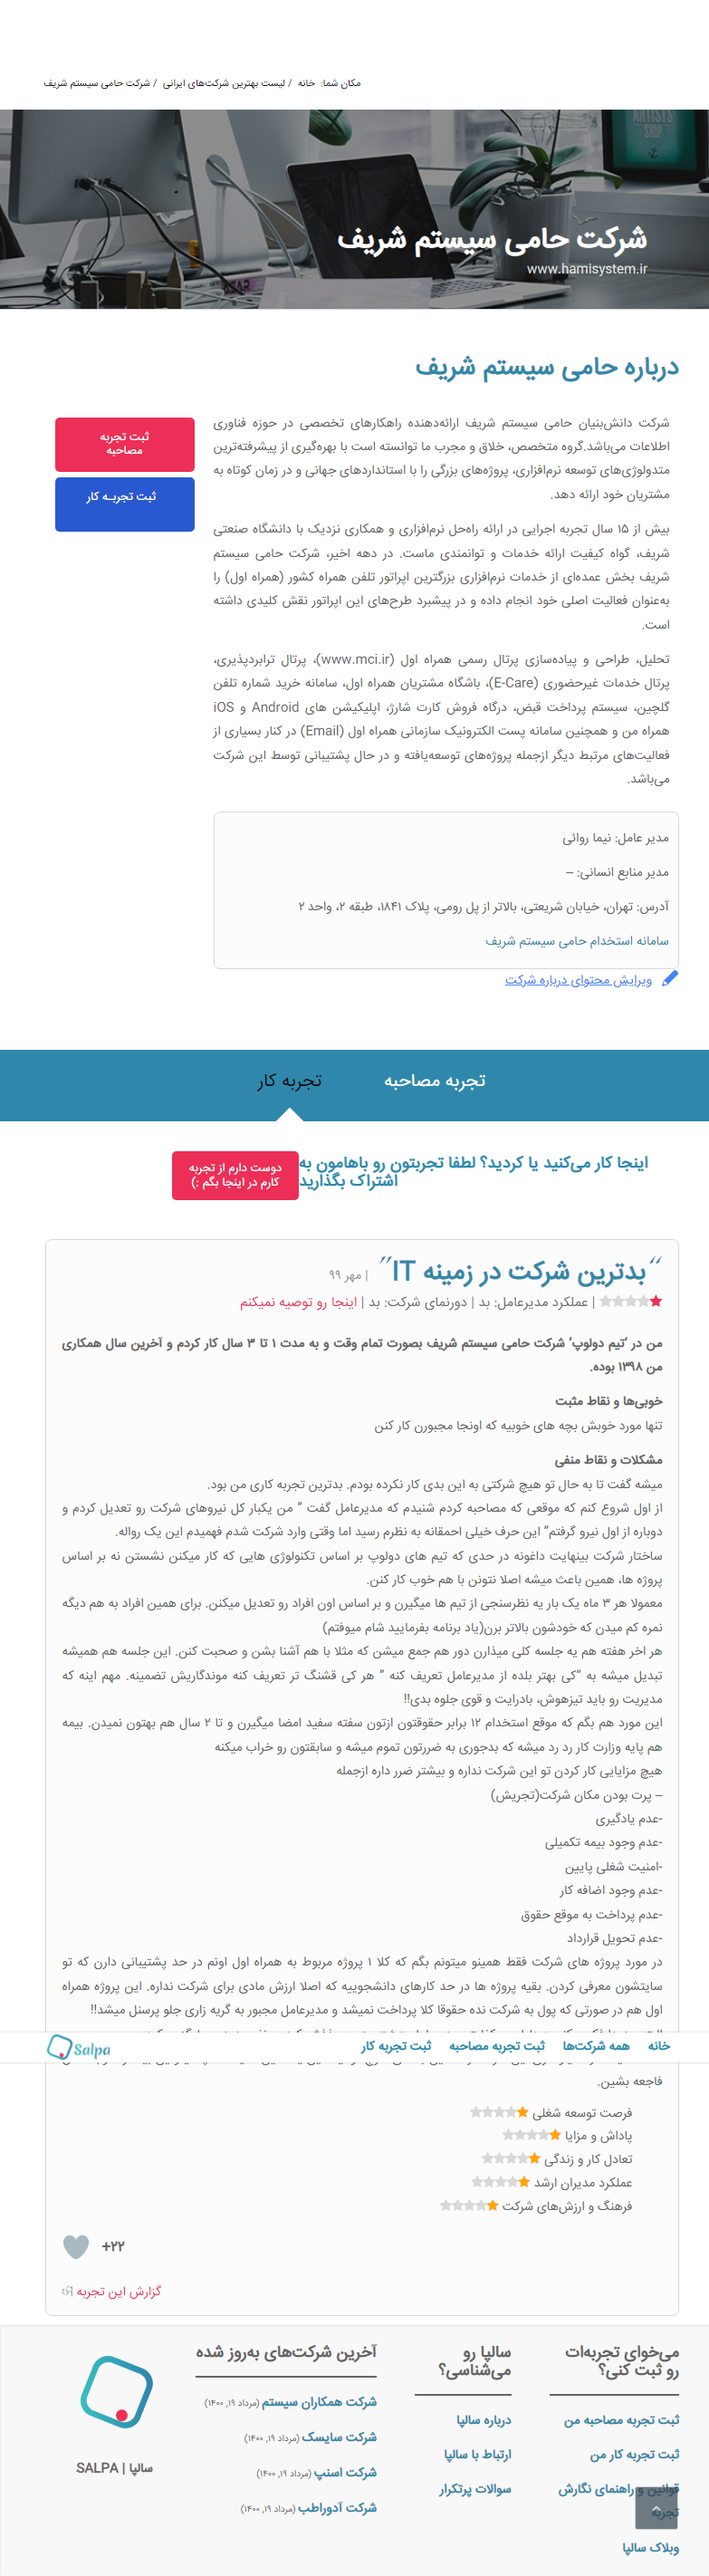 مکان شما: خانه / لیست بهترین شرکت‌های ایرانی / شرکت حامی سیستم شریف
شرکت حامی سیستم شریف
www.hamisystem.ir
درباره حامی سیستم شریف
شرکت دانش‌بنیان حامی سیستم شریف ارائه‌دهنده راهکارهای تخصصی در حوزه فناوری
اطلاعات می‌باشد.گروه متخصص، خلاق و مجرب ما توانسته است با بهره‌گیری از پیشرفته‌ترین
متدولوژی‌های توسعه نرم‌افزاری، پروژه‌های بزرگی را با استانداردهای جهانی و در زمان کوتاه به
مشتریان خود ارائه دهد.
بیش از ۱۵ سال تجربه اجرایی در ارائه راه‌حل نرم‌افزاری و همکاری نزدیک با دانشگاه صنعتی
شریف، گواه کیفیت ارائه خدمات و توانمندی ماست. در دهه اخیر، شرکت حامی سیستم
شریف بخش عمده‌ای از خدمات نرم‌افزاری بزرگترین اپراتور تلفن همراه کشور (همراه اول) را
به‌عنوان فعالیت اصلی خود انجام داده و در پیشبرد طرح‌های این اپراتور نقش کلیدی داشته
است.
تحلیل، طراحی و پیاده‌سازی پرتال رسمی همراه اول (www.mci.ir)، پرتال ترابردپذیری،
پرتال خدمات غیرحضوری (E-Care)، باشگاه مشتریان همراه اول، سامانه خرید شماره تلفن
گلچین، سیستم پرداخت قبض، درگاه فروش کارت شارژ، اپلیکیشن های Android و iOS
همراه من و همچنین سامانه پست الکترونیک سازمانی همراه اول (Email) در کنار بسیاری از
فعالیت‌های مرتبط دیگر ازجمله پروژه‌های توسعه‌یافته و در حال پشتیبانی توسط این شرکت
می‌باشد.
ثبت تجربه
مصاحبه
ثبت تجربـه کار
مدیر عامل: نیما روائی
مدیر منابع انسانی: –
آدرس: تهران، خیابان شریعتی، بالاتر از پل رومی، پلاک ۱۸۴۱، طبقه ۲، واحد ۲
سامانه استخدام حامی سیستم شریف
ویرایش محتوای درباره شرکت
تجربه مصاحبه
تجربه کار
اینجا کار می‌کنید یا کردید؟ لطفا تجربتون رو باهامون به
اشتراک بگذارید
دوست دارم از تجربه
کارم در اینجا بگم :)
“بدترین شرکت در زمینه IT” | مهر ۹۹
| عملکرد مدیرعامل: بد | دورنمای شرکت: بد | اینجا رو توصیه نمیکنم
من در ‘تیم دولوپ’ شرکت حامی سیستم شریف بصورت تمام وقت و به مدت ۱ تا ۳ سال کار کردم و آخرین سال همکاری
من ۱۳۹۸ بوده.
خوبی‌ها و نقاط مثبت
تنها مورد خوبش بچه های خوبیه که اونجا مجبورن کار کنن
مشکلات و نقاط منفی
میشه گفت تا به حال تو هیچ شرکتی به این بدی کار نکرده بودم. بدترین تجربه کاری من بود.
از اول شروع کنم که موقعی که مصاحبه کردم شنیدم که مدیرعامل گفت ” من یکبار کل نیروهای شرکت رو تعدیل کردم و
دوباره از اول نیرو گرفتم” این حرف خیلی احمقانه به نظرم رسید اما وقتی وارد شرکت شدم فهمیدم این یک رواله.
ساختار شرکت بینهایت داغونه در حدی که تیم های دولوپ بر اساس تکنولوژی هایی که کار میکنن نشستن نه بر اساس
پروژه ها، همین باعث میشه اصلا نتونن با هم خوب کار کنن.
معمولا هر ۳ ماه یک بار یه نظرسنجی از تیم ها میگیرن و بر اساس اون افراد رو تعدیل میکنن. برای همین افراد به هم دیگه
نمره کم میدن که خودشون بالاتر برن(یاد برنامه بفرمایید شام میوفتم)
هر اخر هفته هم یه جلسه کلی میذارن دور هم جمع میشن که مثلا با هم آشنا بشن و صحبت کنن. این جلسه هم همیشه
تبدیل میشه به “کی بهتر بلده از مدیرعامل تعریف کنه ” هر کی قشنگ تر تعریف کنه موندگاریش تضمینه. مهم اینه که
مدیریت رو باید تیزهوش، بادرایت و قوی جلوه بدی!!
این مورد هم بگم که موقع استخدام ۱۲ برابر حقوقتون ازتون سفته سفید امضا میگیرن و تا ۲ سال هم بهتون نمیدن. بیمه
هم پایه وزارت کار رد رد میشه که بدجوری به ضررتون تموم میشه و سابقتون رو خراب میکنه
هیچ مزایایی کار کردن تو این شرکت نداره و بیشتر ضرر داره ازجمله
– پرت بودن مکان شرکت(تجریش)
-عدم یادگیری
-عدم وجود بیمه تکمیلی
-امنیت شغلی پایین
-عدم وجود اضافه کار
-عدم پرداخت به موقع حقوق
-عدم تحویل قرارداد
در مورد پروژه های شرکت فقط همینو میتونم بگم که کلا ۱ پروژه مربوط به همراه اول اونم در حد پشتیبانی دارن که تو
سایتشون معرفی کردن. بقیه پروژه ها در حد کارهای دانشجوییه که اصلا ارزش مادی برای شرکت نداره. این پروژه همراه
اول هم در صورتی که پول به شرکت نده حقوقا کلا پرداخت نمیشد و مدیرعامل مجبور به گریه زاری جلو پرسنل میشد!!
خانه
همه شرکت‌ها
ثبت تجربه مصاحبه
ثبت تجربه کار
Salpa
فاجعه بشین.
فرصت توسعه شغلی
پاداش و مزایا
تعادل کار و زندگی
عملکرد مدیران ارشد
فرهنگ و ارزش‌های شرکت
+۲۲
گزارش این تجربه
می‌خوای تجربه‌ات
رو ثبت کنی؟
ثبت تجربه مصاحبه من
ثبت تجربه کار من
قوانین و راهنمای نگارش
تجربه
وبلاگ سالپا
سالپا رو
می‌شناسی؟
درباره سالپا
ارتباط با سالپا
سوالات پرتکرار
آخرین شرکت‌های به‌روز شده
شرکت همکاران سیستم (مرداد ۱۹, ۱۴۰۰)
شرکت سایسک (مرداد ۱۹, ۱۴۰۰)
شرکت اسنپ (مرداد ۱۹, ۱۴۰۰)
شرکت آدوراطب (مرداد ۱۹, ۱۴۰۰)
سالپا | SALPA